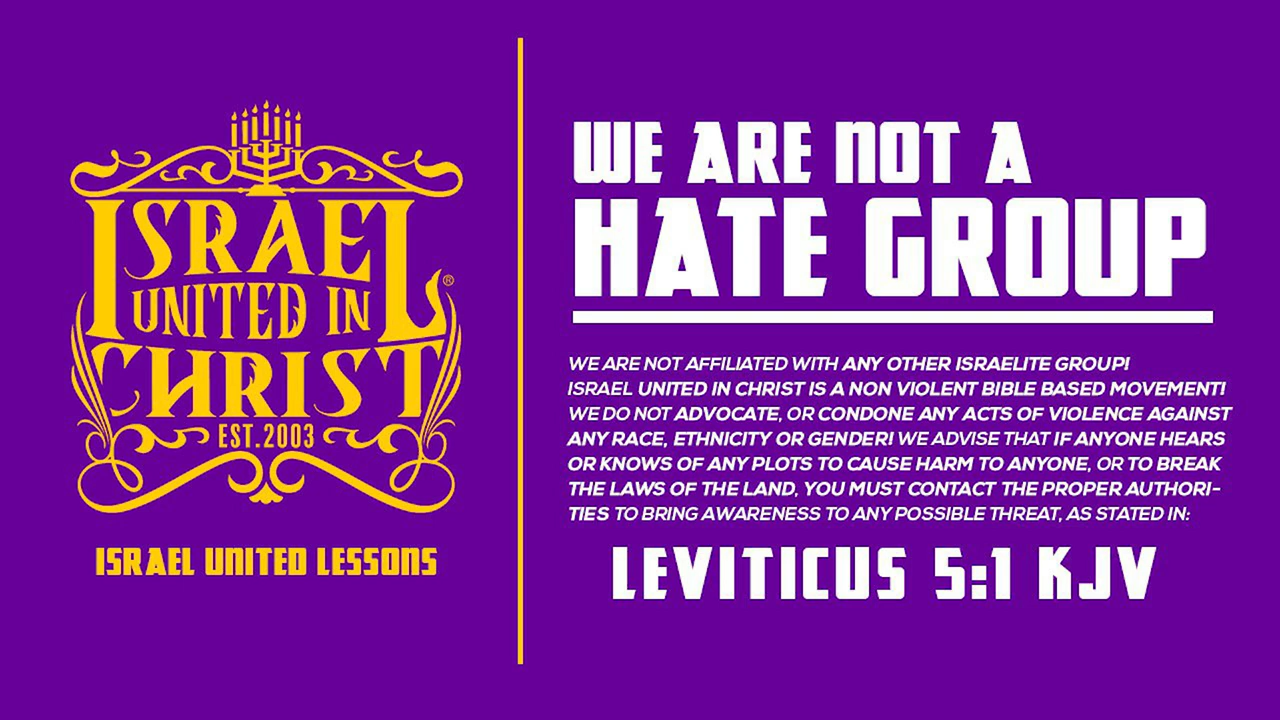 ISRAEL
UNITED IN
CHRIST
®
EST.2003
ISRAEL UNITED LESSONS
WE ARE NOT A
HATE GROUP
WE ARE NOT AFFILIATED WITH ANY OTHER ISRAELITE GROUP!
ISRAEL UNITED IN CHRIST IS A NON VIOLENT BIBLE BASED MOVEMENT!
WE DO NOT ADVOCATE, OR CONDONE ANY ACTS OF VIOLENCE AGAINST
ANY RACE, ETHNICITY OR GENDER! WE ADVISE THAT IF ANYONE HEARS
OR KNOWS OF ANY PLOTS TO CAUSE HARM TO ANYONE, OR TO BREAK
THE LAWS OF THE LAND, YOU MUST CONTACT THE PROPER AUTHORI-
TIES TO BRING AWARENESS TO ANY POSSIBLE THREAT, AS STATED IN:
LEVITICUS 5:1 KJV